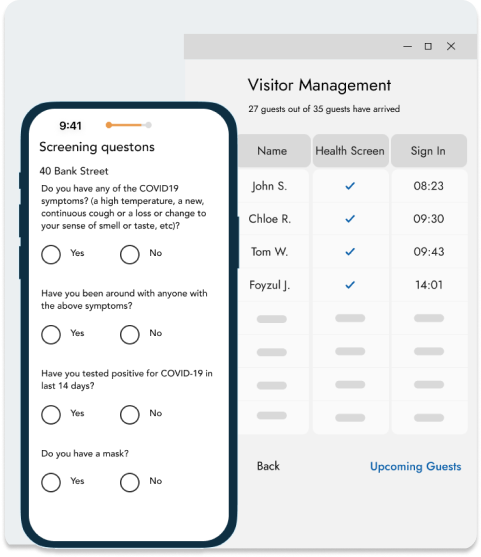 Visitor Management
27 guests out of 35 guests have arrived
Name Health Screen Sign In
John S. 08:23
Chloe R. 09:30
Tom W. 09:43
Foyzul J. 14:01
Back Upcoming Guests
9:41
Screening questons
40 Bank Street
Do you have any of the COVID19
symptoms? (a high temperature, a new,
continuous cough or a loss or change to
your sense of smell or taste, etc)?
Yes No
Have you been around with anyone with
the above symptoms?
Yes No
Have you tested positive for COVID-19 in
last 14 days?
Yes No
Do you have a mask?
Yes No